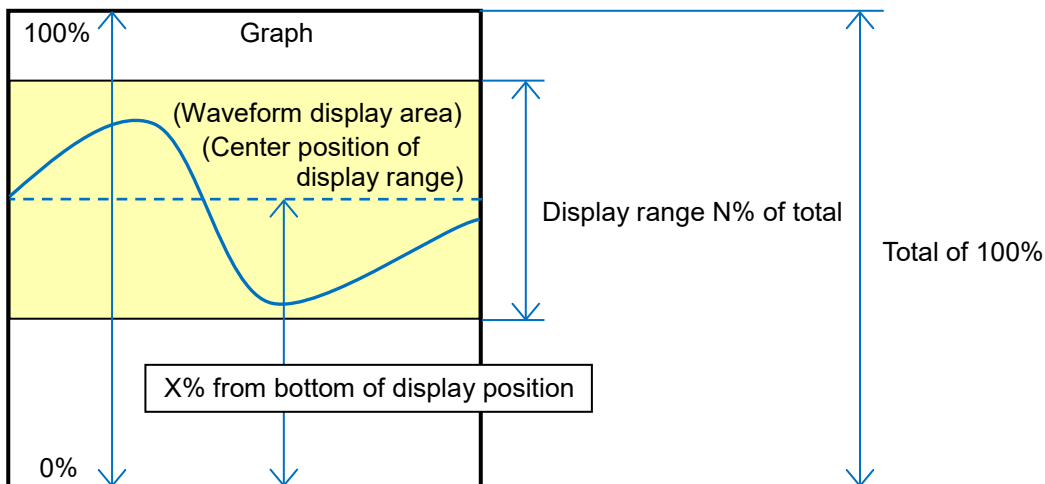 100%
Graph
(Waveform display area)
(Center position of
display range)
Display range N% of total
Total of 100%
X% from bottom of display position
0%